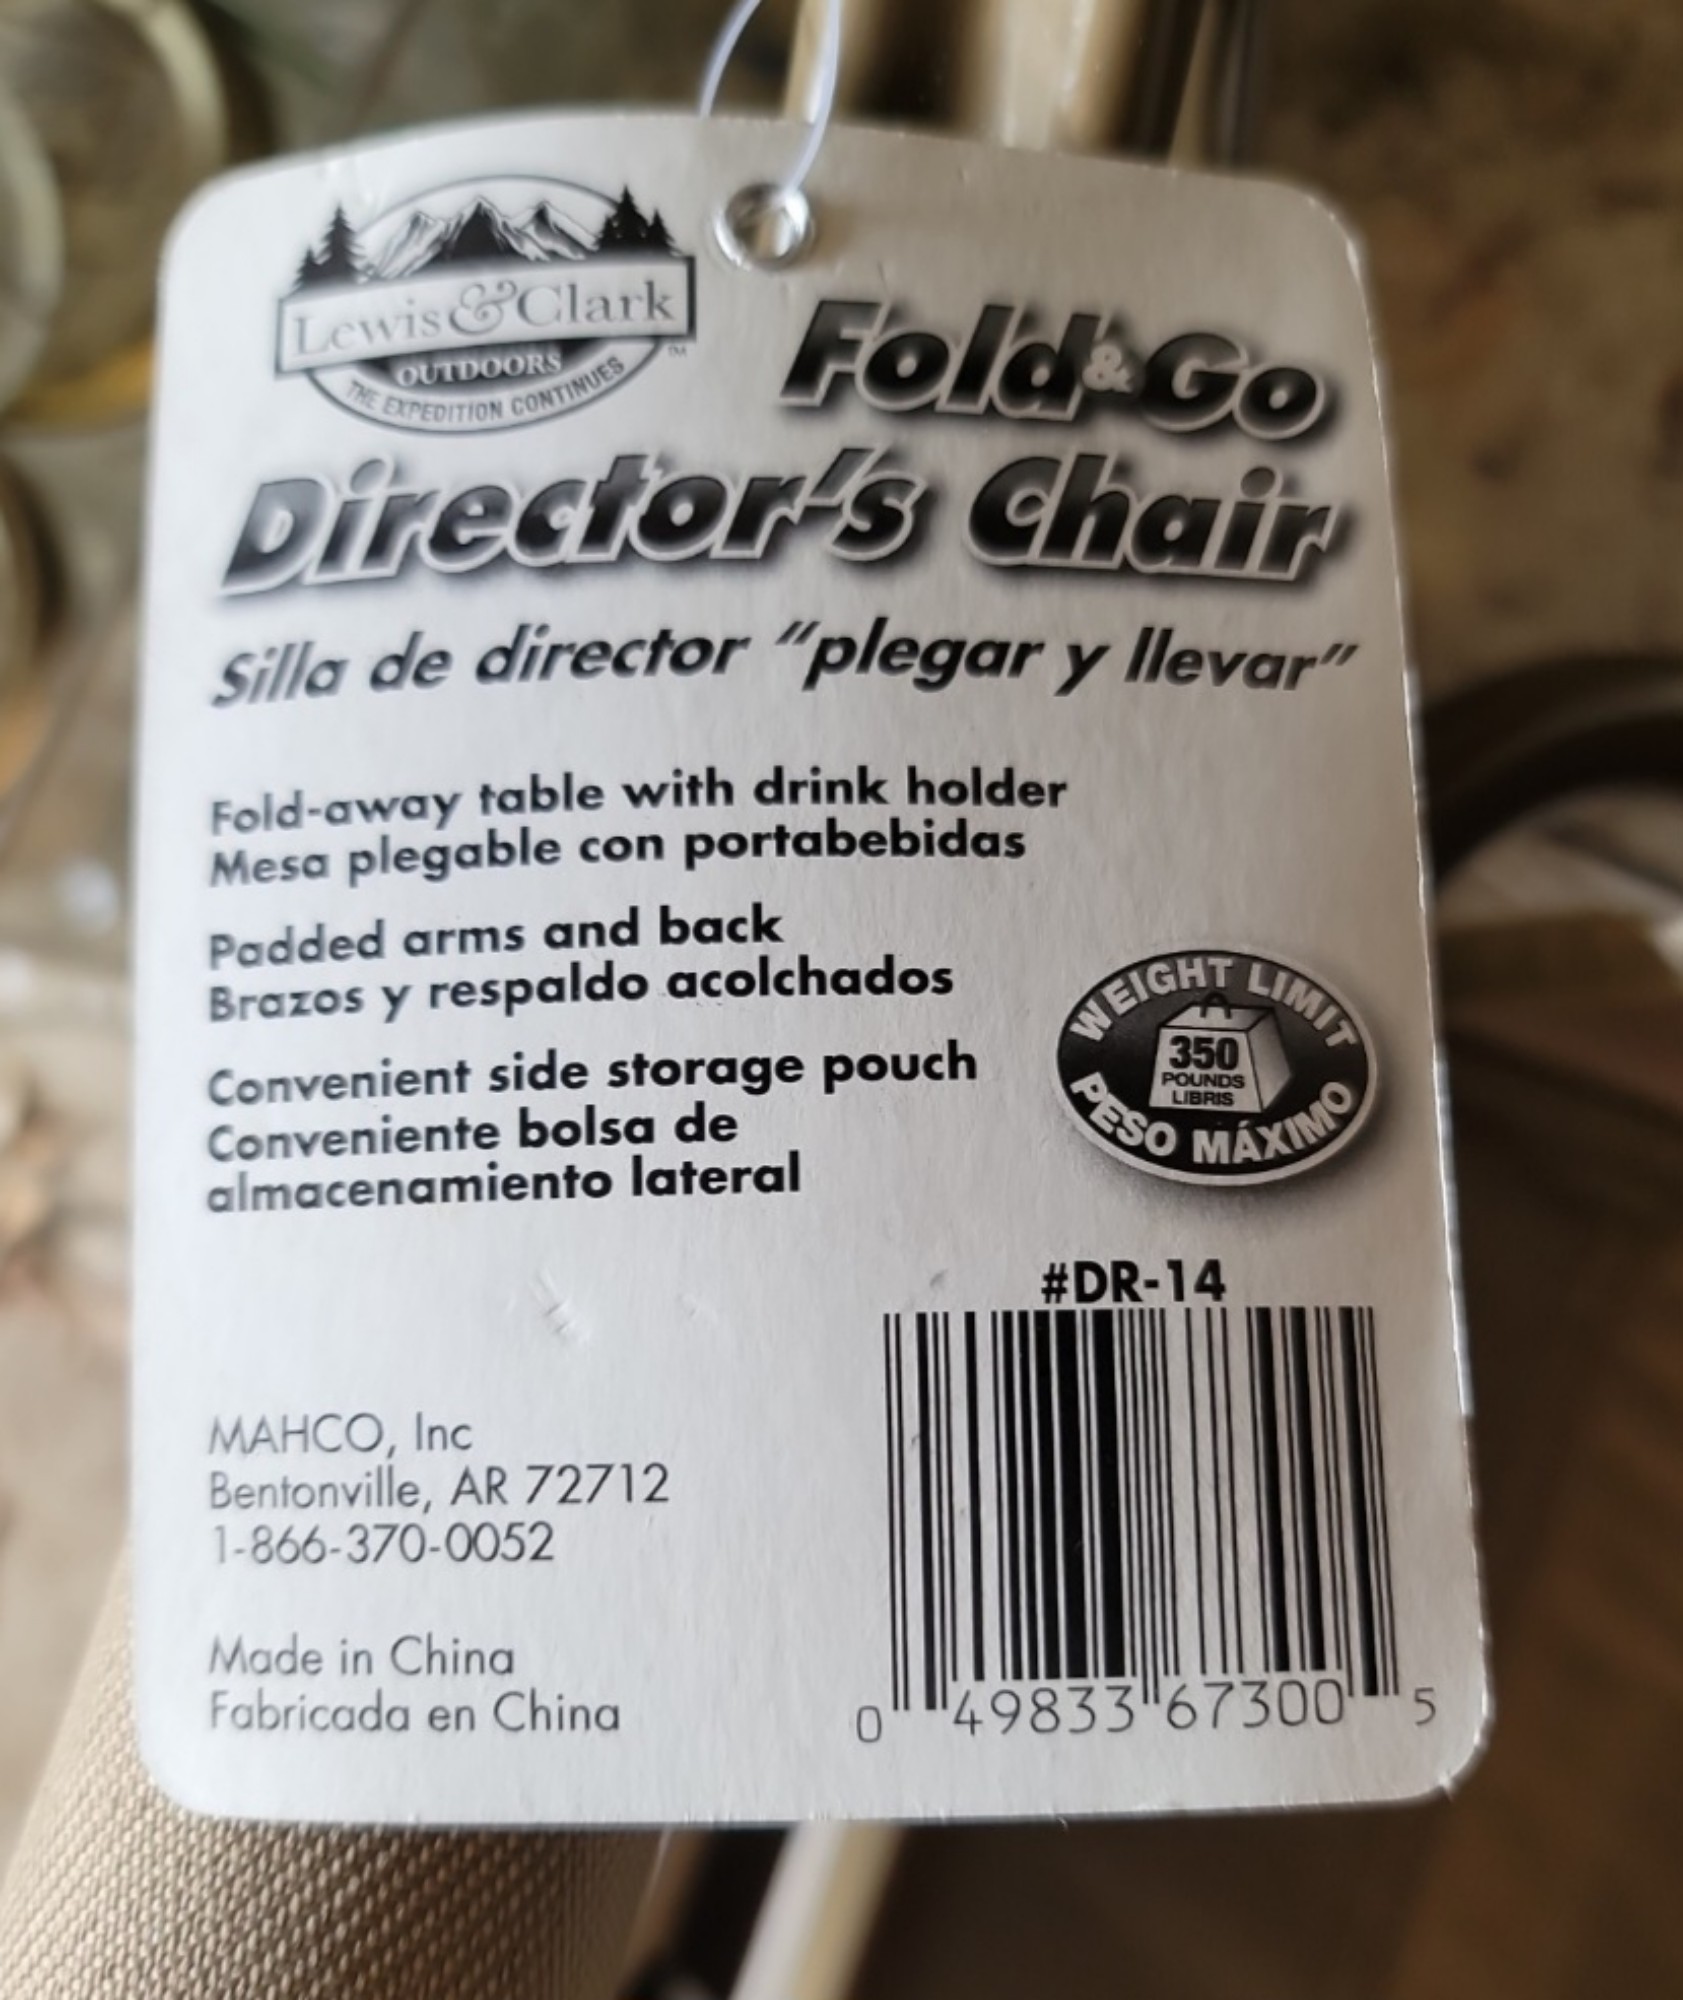 Lewis & Clark
OUTDOORS
THE EXPEDITION CONTINUES
™
Fold & Go
Director's Chair
Silla de director "plegar y llevar"
Fold-away table with drink holder
Mesa plegable con portabebidas
Padded arms and back
Brazos y respaldo acolchados
Convenient side storage pouch
Conveniente bolsa de
almacenamiento lateral
WEIGHT LIMIT
350
POUNDS
LIBRIS
PESO MÁXIMO
#DR-14
MAHCO, Inc
Bentonville, AR 72712
1-866-370-0052
Made in China
Fabricada en China
0 49833 67300 5